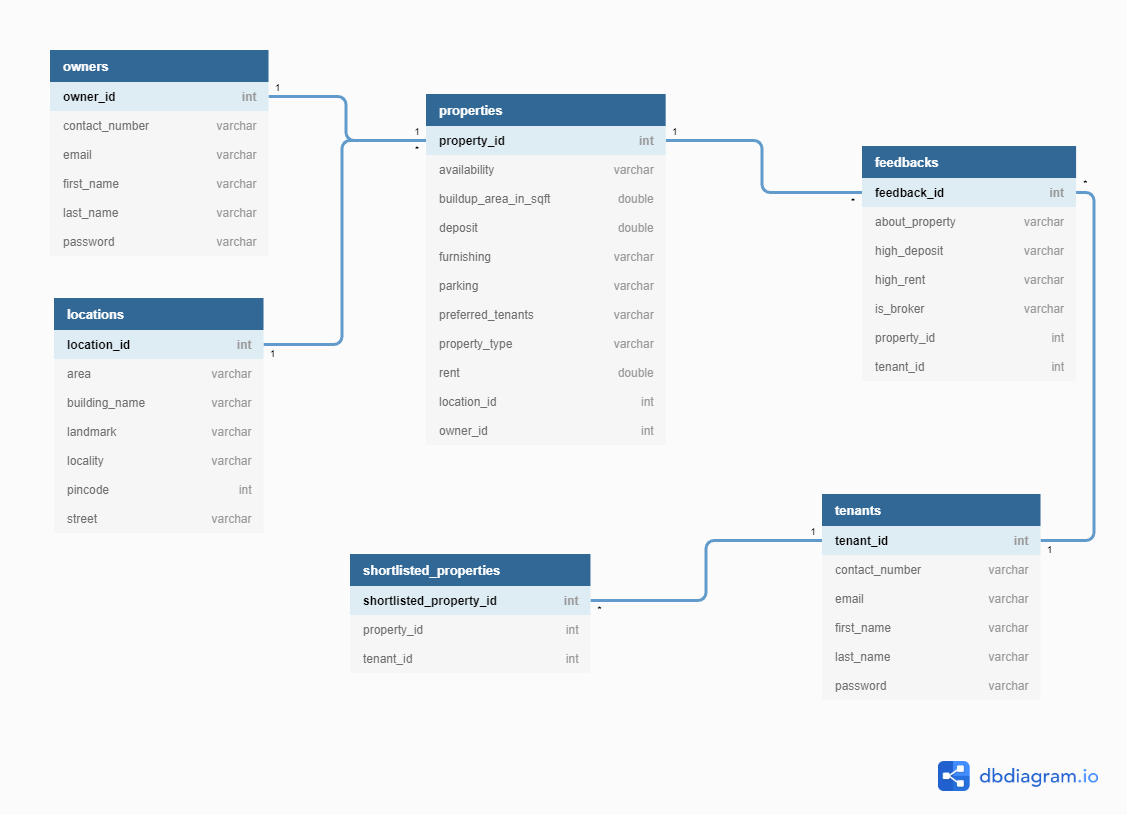 owners
owner_id int
contact_number varchar
email varchar
first_name varchar
last_name varchar
password varchar
1
locations
location_id int
area varchar
building_name varchar
landmark varchar
locality varchar
pincode int
street varchar
1
1
*
properties
property_id int
availability varchar
buildup_area_in_sqft double
deposit double
furnishing varchar
parking varchar
preferred_tenants varchar
property_type varchar
rent double
location_id int
owner_id int
1
*
feedbacks
feedback_id int
about_property varchar
high_deposit varchar
high_rent varchar
is_broker varchar
property_id int
tenant_id int
*
shortlisted_properties
shortlisted_property_id int
property_id int
tenant_id int
*
1
tenants
tenant_id int
contact_number varchar
email varchar
first_name varchar
last_name varchar
password varchar
1
dbdiagram.io